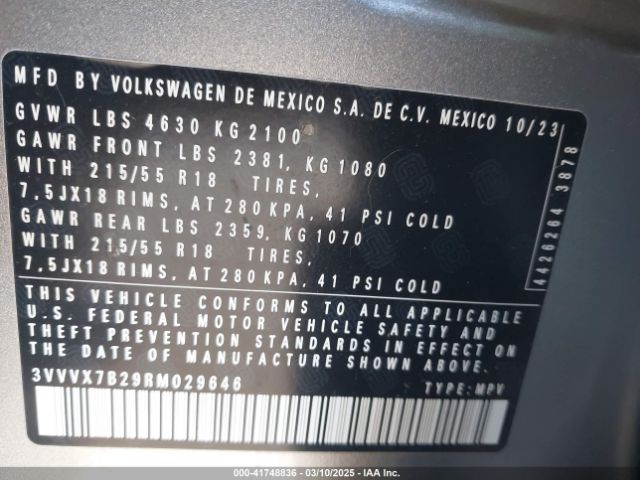 MFD BY VOLKSWAGEN DE MEXICO S.A. DE C.V. MEXICO 10/23
GVWR LBS 4630 KG 2100
GAWR FRONT LBS 2381, KG 1080
WITH 215/55 R18 TIRES,
7,5JX18 RIMS, AT 280 KPA, 41 PSI COLD
GAWR REAR LBS 2359, KG 1070
WITH 215/55 R18 TIRES,
7,5JX18 RIMS, AT 280 KPA, 41 PSI COLD
4426264 3878
THIS VEHICLE CONFORMS TO ALL APPLICABLE
U.S. FEDERAL MOTOR VEHICLE SAFETY AND
THEFT PREVENTION STANDARDS IN EFFECT ON
THE DATE OF MANUFACTURE SHOWN ABOVE.
3VVVX7B29RM029646 TYPE: MPV
000-41748836 - 03/10/2025 - IAA Inc.